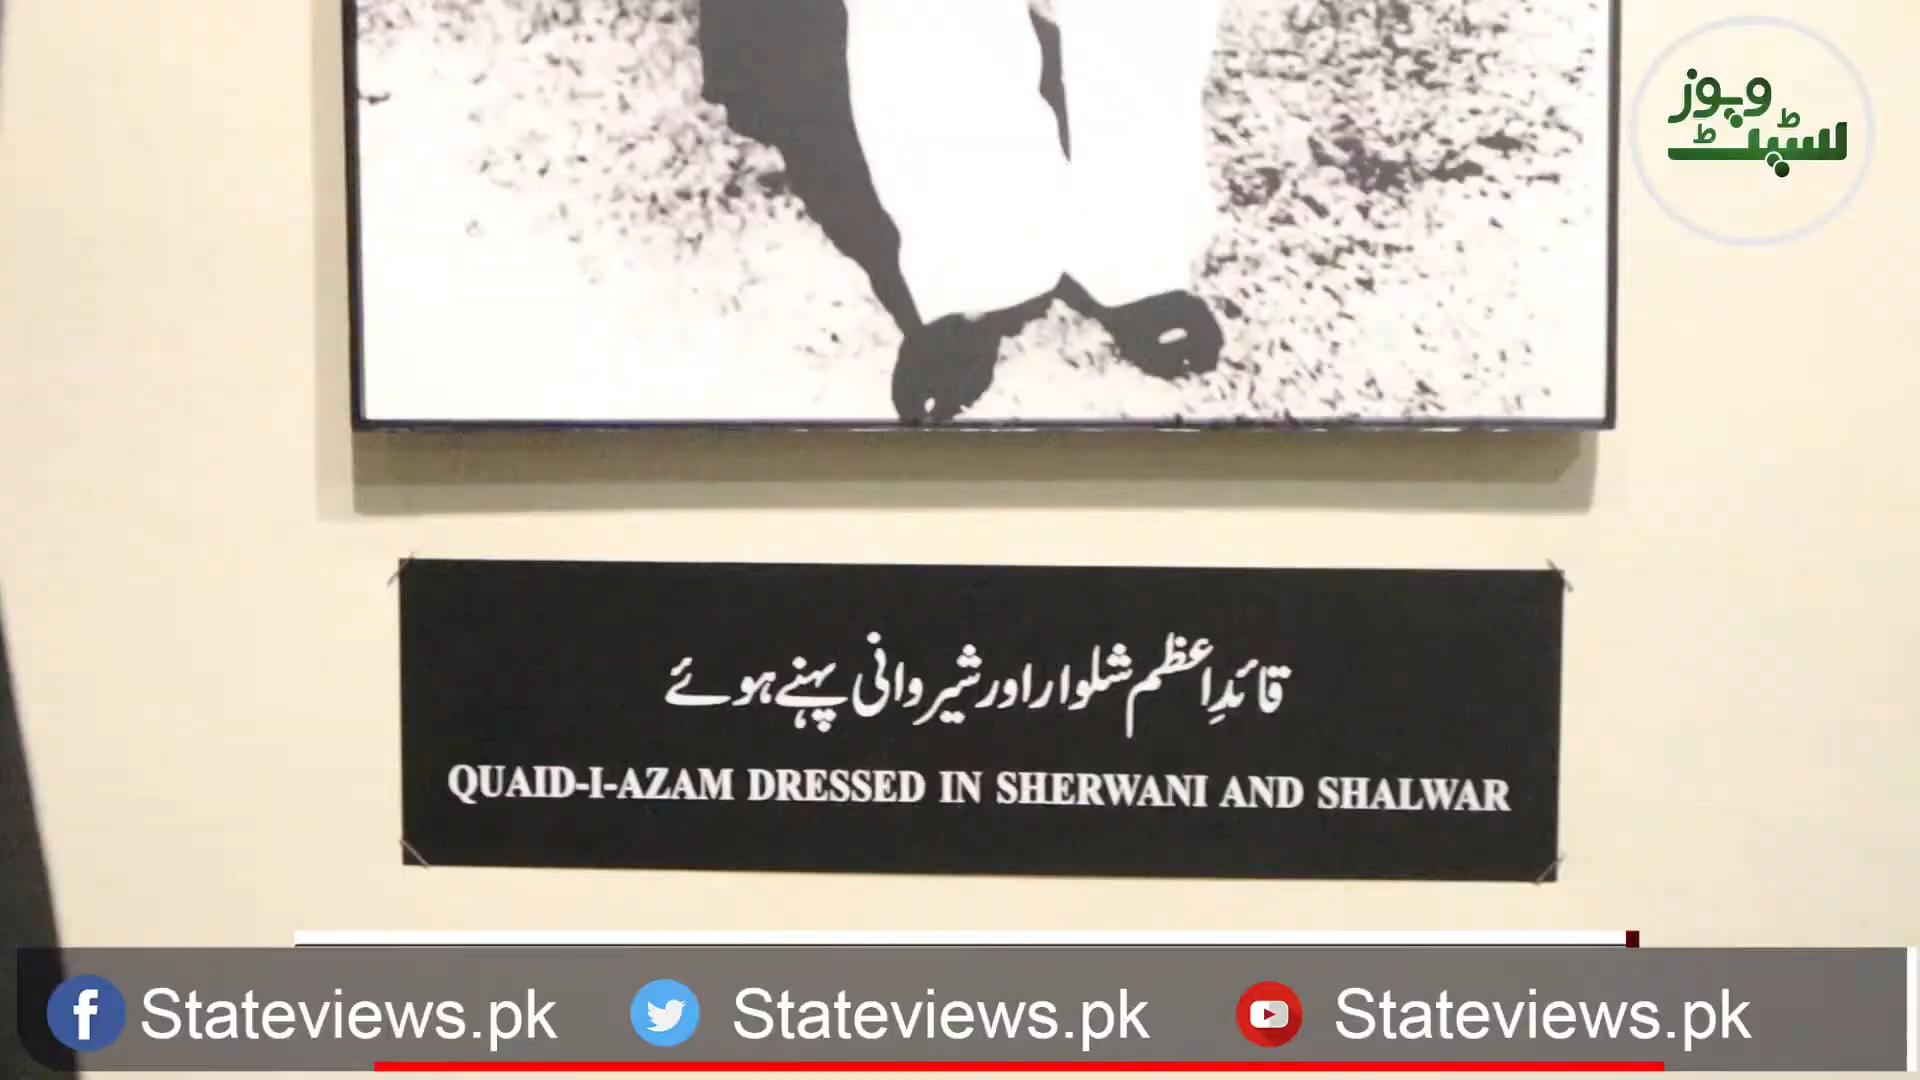 سٹیٹ ویوز
قائدِاعظم شلوار اور شیروانی پہنے ہوئے
QUAID-I-AZAM DRESSED IN SHERWANI AND SHALWAR
Stateviews.pk Stateviews.pk Stateviews.pk